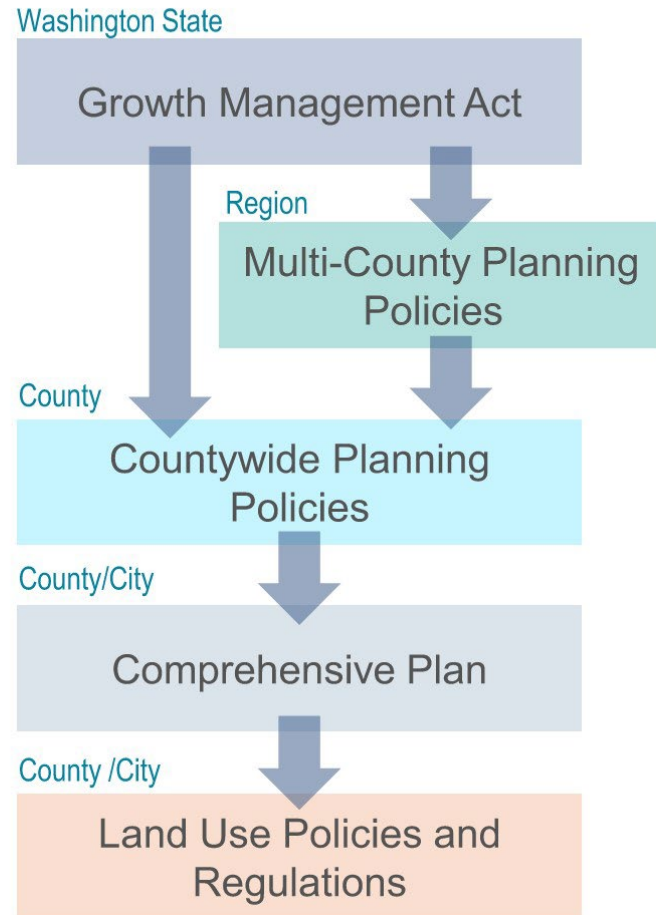 Washington State
Growth Management Act
Region
Multi-County Planning
Policies
County
Countywide Planning
Policies
County/City
Comprehensive Plan
County /City
Land Use Policies and
Regulations